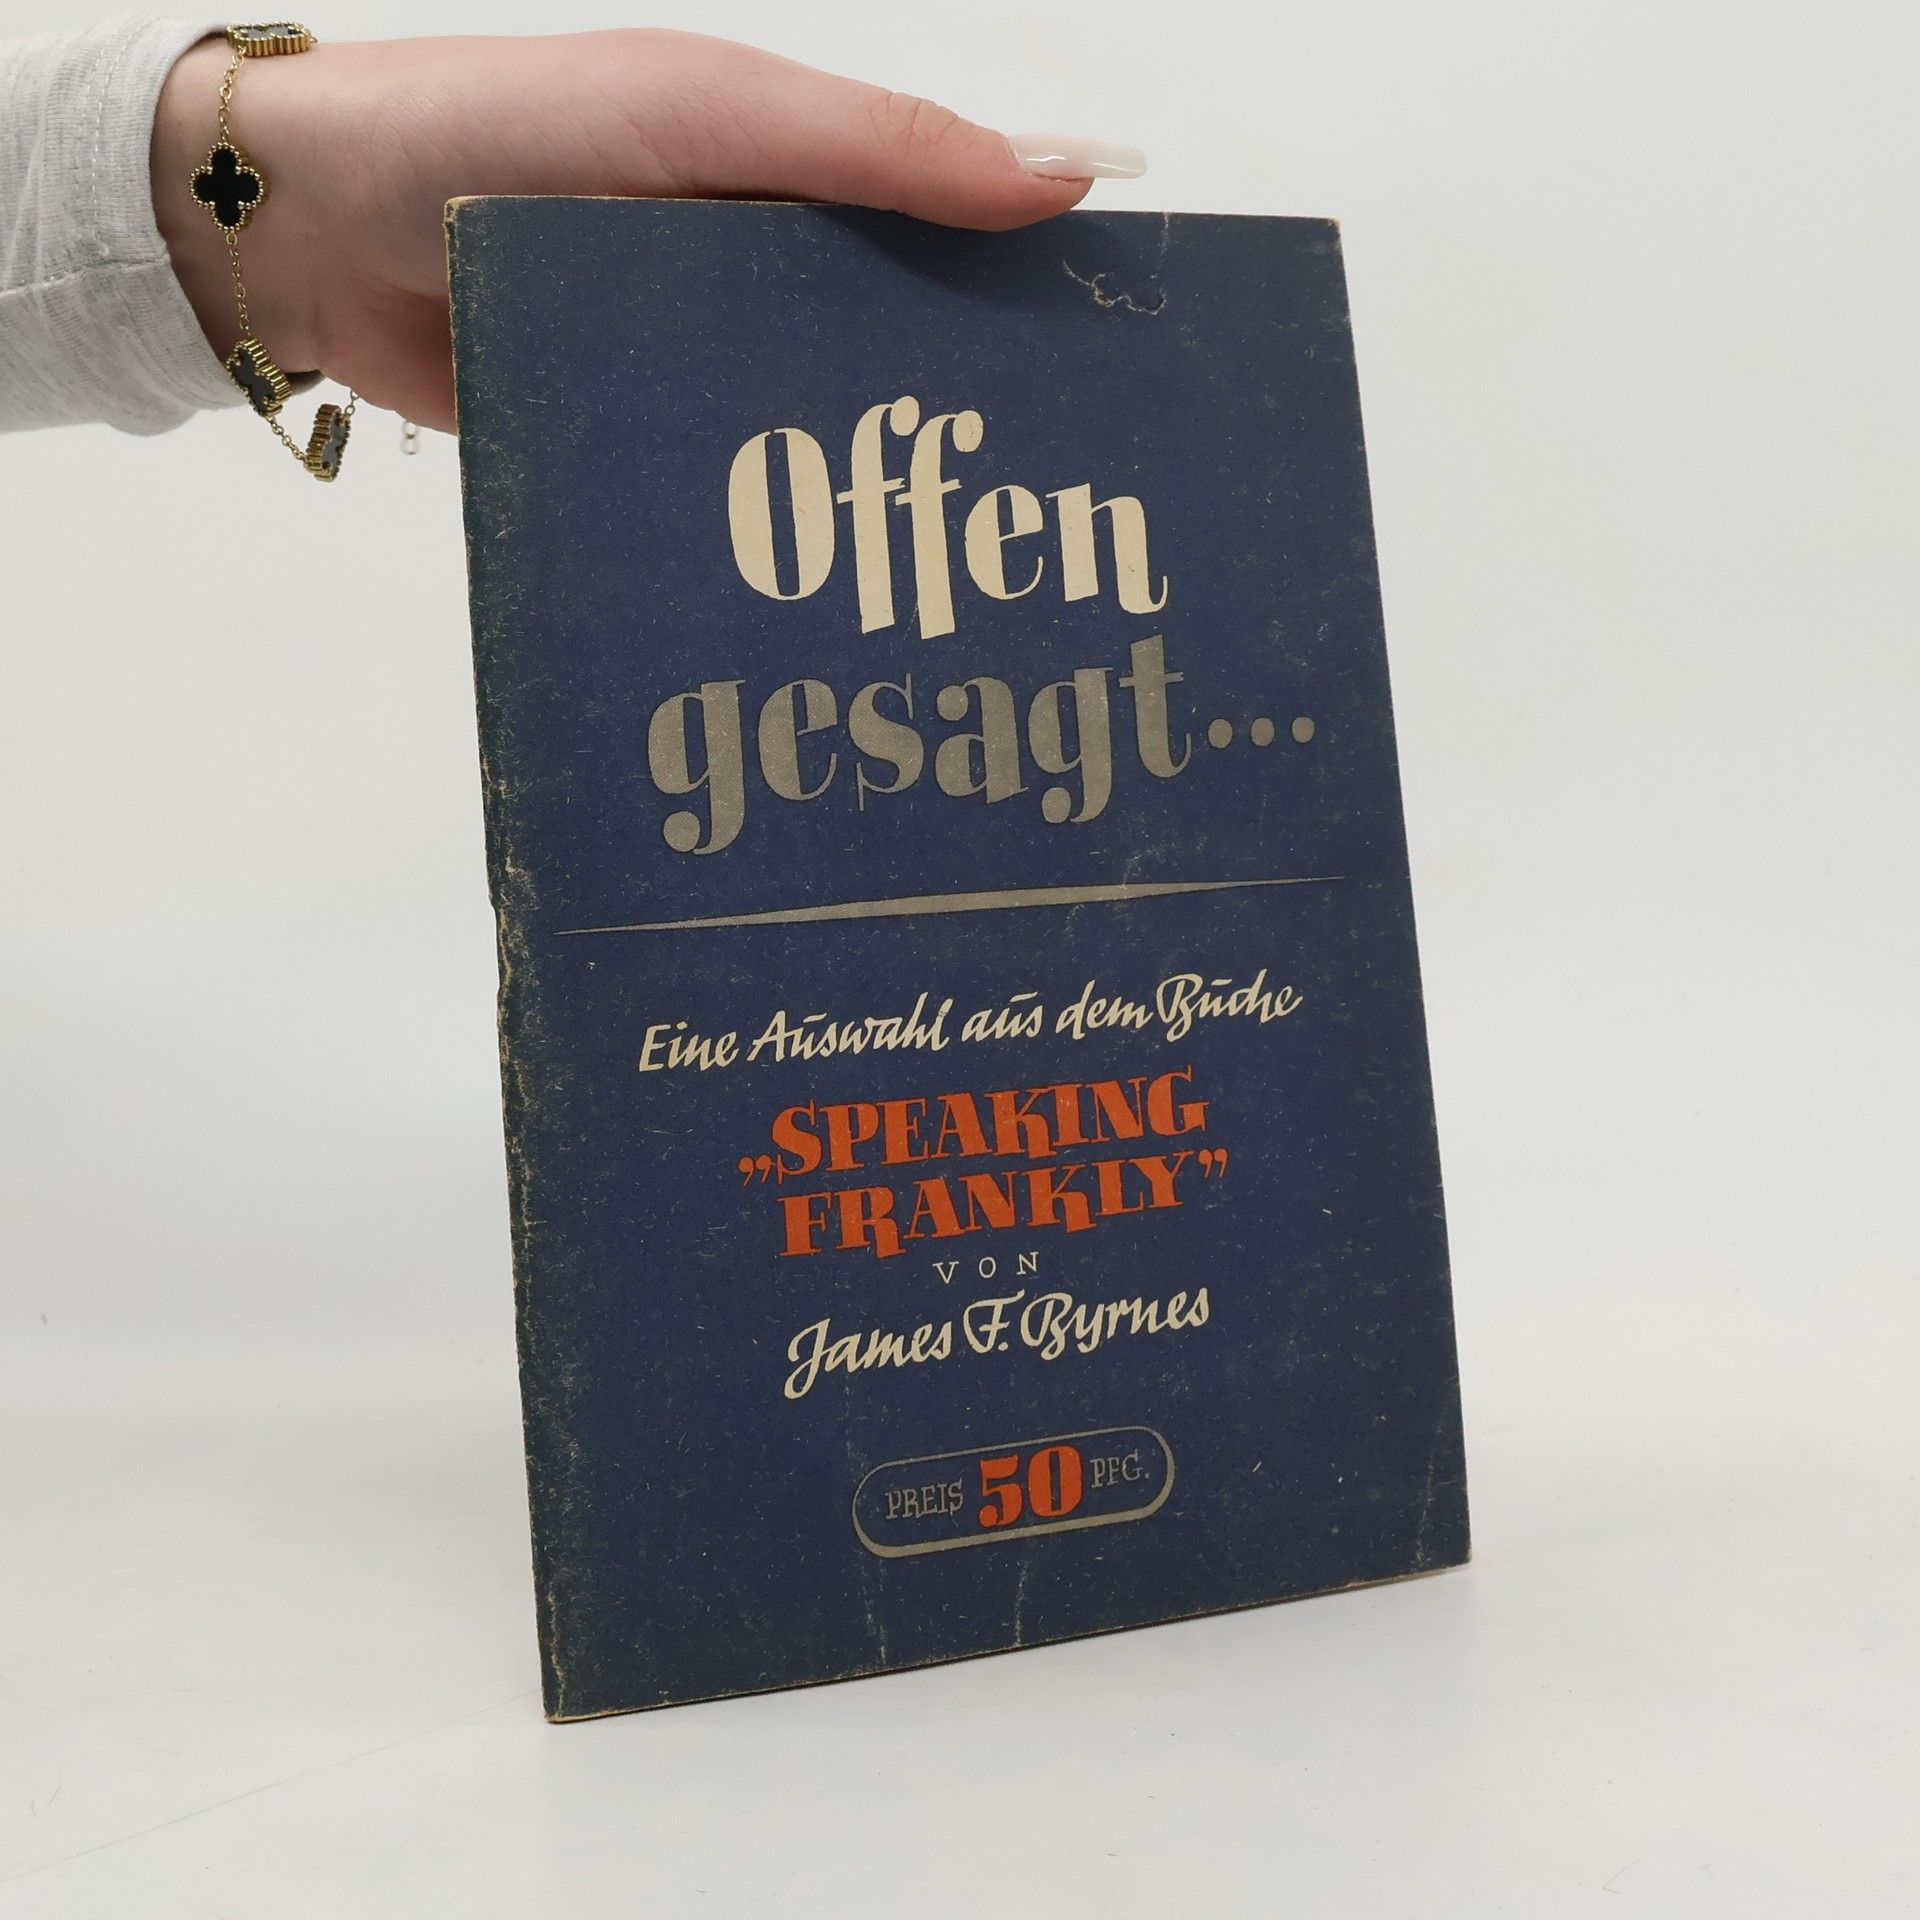 Offen
gesagt...
Eine Auswahl aus dem Buche
„SPEAKING
FRANKLY”
VON
James F. Byrnes
PREIS 50 PFG.